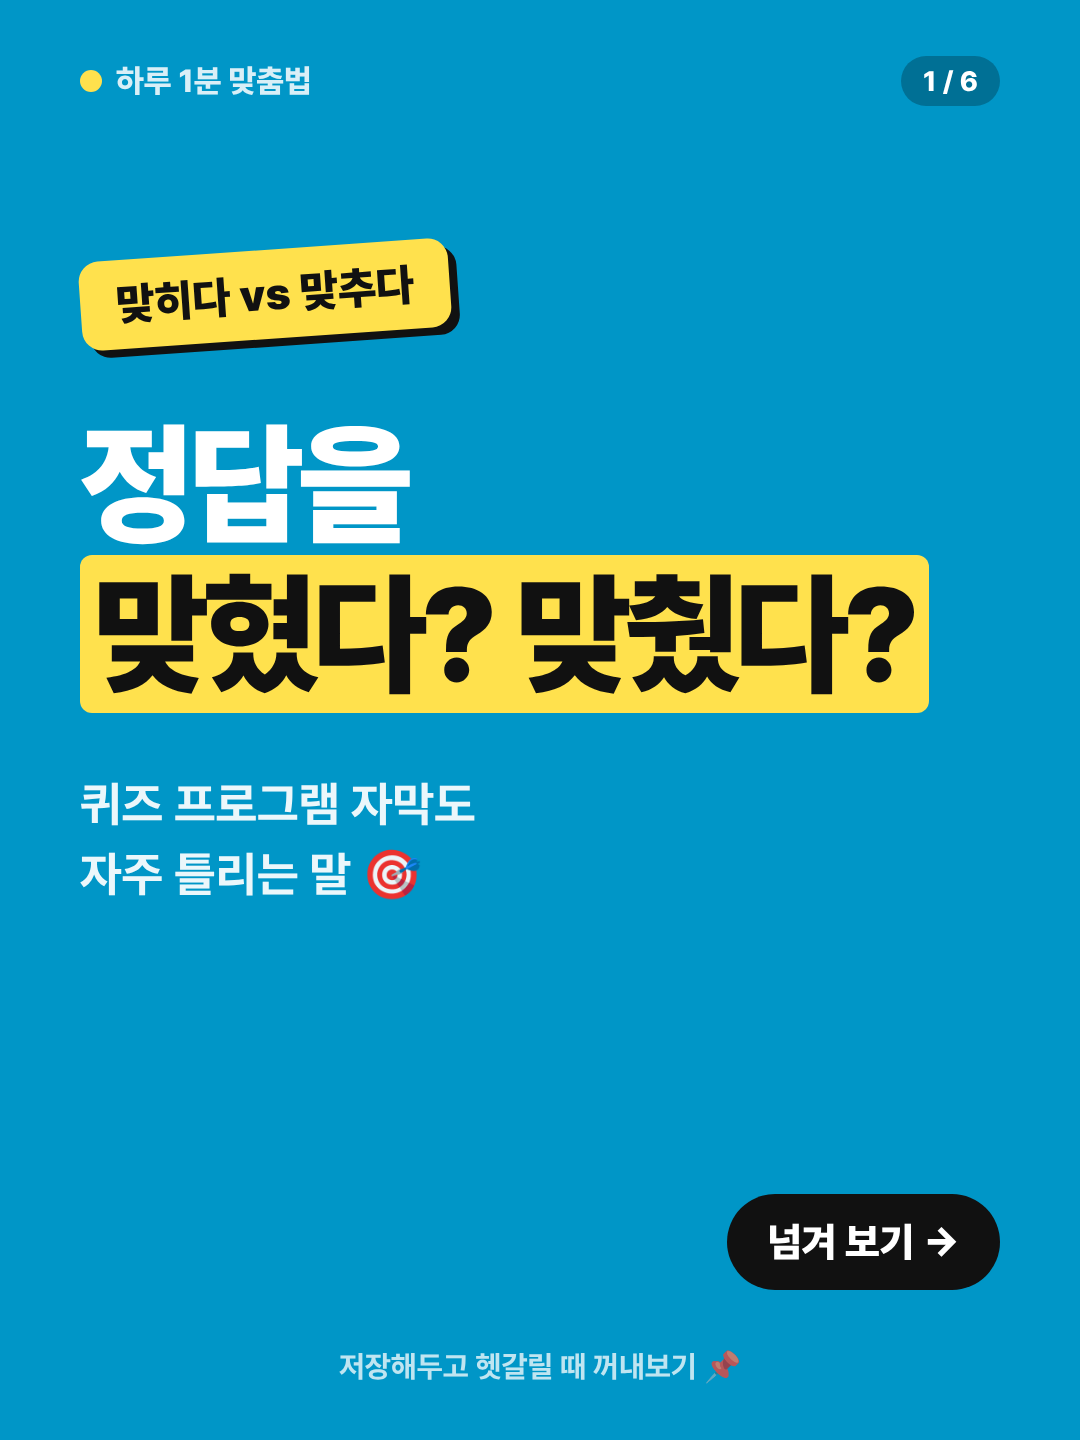 하루 1분 맞춤법
1 / 6
맞히다 vs 맞추다
정답을
맞혔다? 맞췄다?
퀴즈 프로그램 자막도
자주 틀리는 말 🎯
넘겨 보기 →
저장해두고 헷갈릴 때 꺼내보기 📌